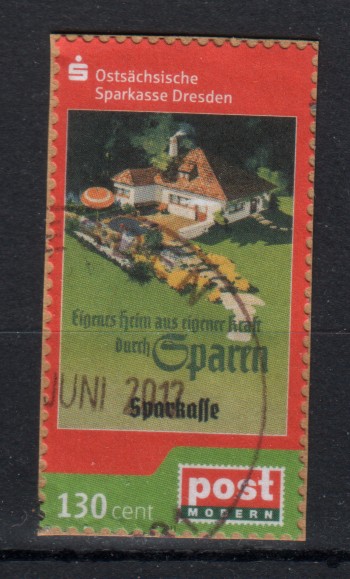 Ostsächsische
Sparkasse Dresden
Eigenes Heim aus eigener Kraft
durch Sparen
JUNI 2012
Sparkasse
130 cent
post
MODERN